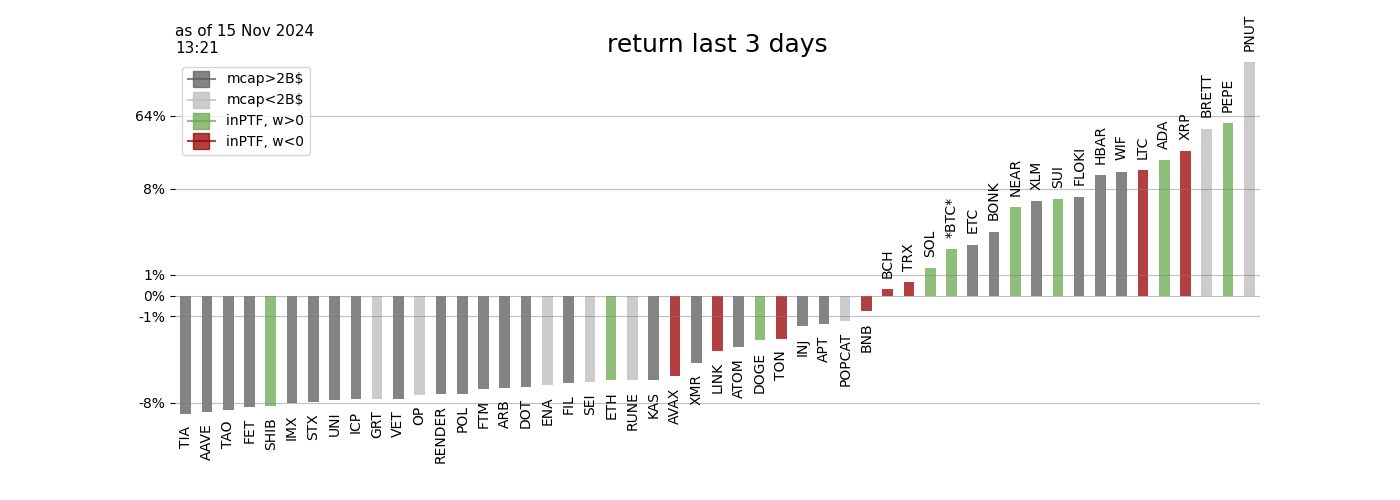 as of 15 Nov 2024
13:21
return last 3 days
mcap>2B$
mcap<2B$
inPTF, w>0
inPTF, w<0
64%
8%
1%
0%
-1%
-8%
TIA
AAVE
TAO
FET
SHIB
IMX
STX
UNI
ICP
GRT
VET
OP
RENDER
POL
FTM
ARB
DOT
ENA
FIL
SEI
ETH
RUNE
KAS
AVAX
XMR
LINK
ATOM
DOGE
TON
INJ
APT
POPCAT
BNB
BCH
TRX
SOL
*BTC*
ETC
BONK
NEAR
XLM
SUI
FLOKI
HBAR
WIF
LTC
ADA
XRP
BRETT
PEPE
PNUT